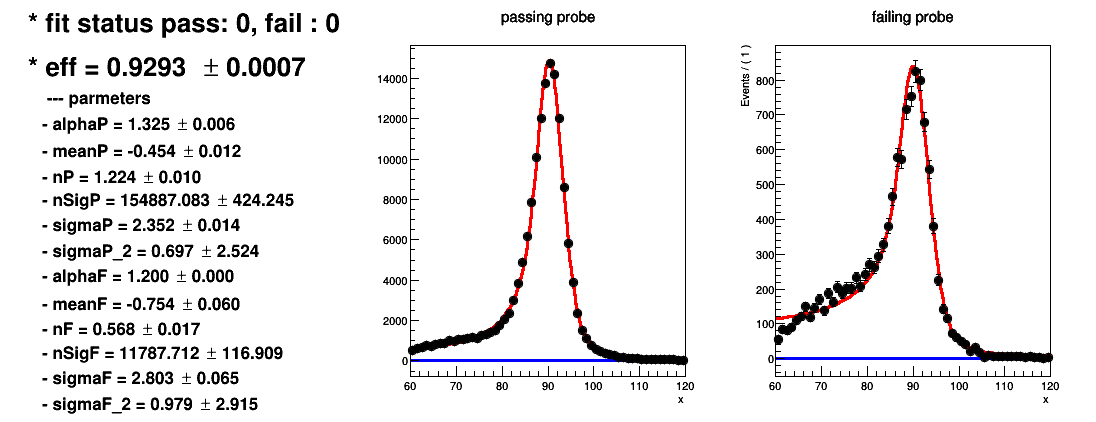 * fit status pass: 0, fail : 0
* eff = 0.9293 ± 0.0007
--- parmeters
- alphaP = 1.325 ± 0.006
- meanP = -0.454 ± 0.012
- nP = 1.224 ± 0.010
- nSigP = 154887.083 ± 424.245
- sigmaP = 2.352 ± 0.014
- sigmaP_2 = 0.697 ± 2.524
- alphaF = 1.200 ± 0.000
- meanF = -0.754 ± 0.060
- nF = 0.568 ± 0.017
- nSigF = 11787.712 ± 116.909
- sigmaF = 2.803 ± 0.065
- sigmaF_2 = 0.979 ± 2.915
passing probe
14000
12000
10000
8000
6000
4000
2000
0
60 70 80 90 100 110 120
x
failing probe
Events / ( 1 )
800
700
600
500
400
300
200
100
0
60 70 80 90 100 110 120
x